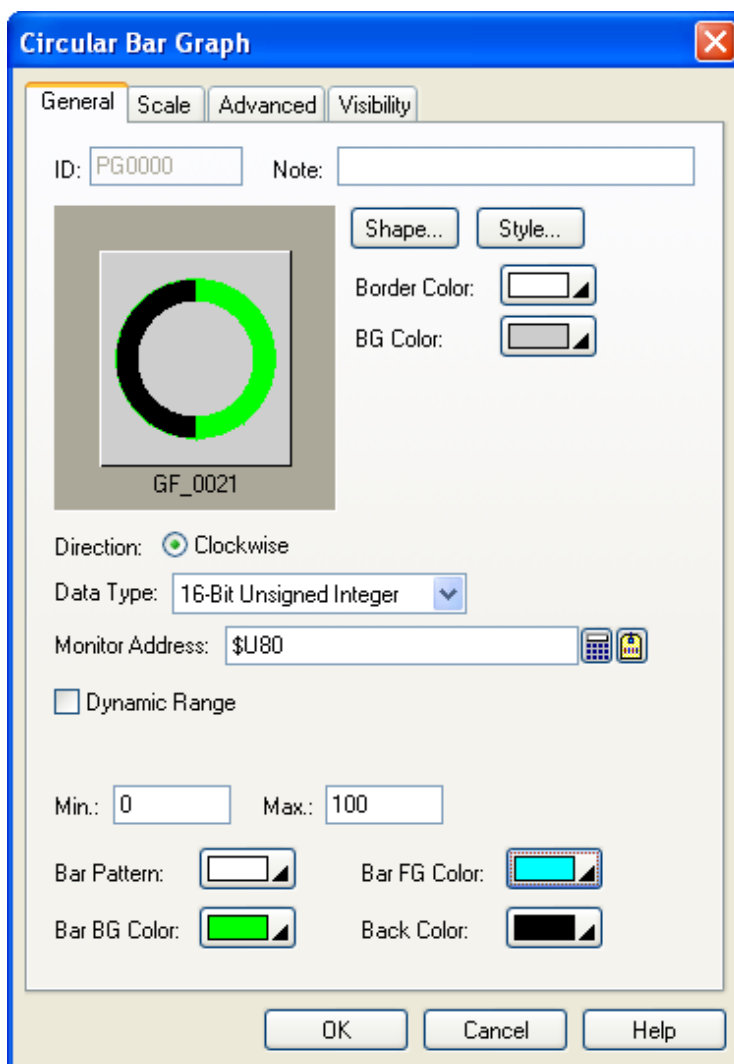 Circular Bar Graph
General Scale Advanced Visibility
ID: PG0000 Note:
Shape... Style...
Border Color:
BG Color:
GF_0021
Direction: Clockwise
Data Type: 16-Bit Unsigned Integer
Monitor Address: $U80
Dynamic Range
Min.: 0 Max.: 100
Bar Pattern: Bar FG Color:
Bar BG Color: Back Color:
OK Cancel Help